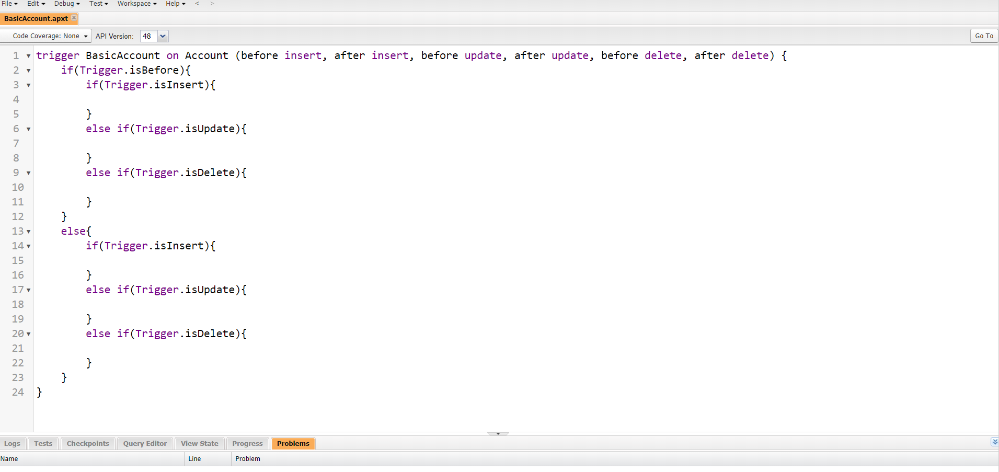 File Edit Debug Test Workspace Help < >
BasicAccount.apxt
Code Coverage: None API Version: 48 Go To
1 trigger BasicAccount on Account (before insert, after insert, before update, after update, before delete, after delete) {
2     if(Trigger.isBefore){
3         if(Trigger.isInsert){
4
5         }
6         else if(Trigger.isUpdate){
7
8         }
9         else if(Trigger.isDelete){
10
11         }
12     }
13     else{
14         if(Trigger.isInsert){
15
16         }
17         else if(Trigger.isUpdate){
18
19         }
20         else if(Trigger.isDelete){
21
22         }
23     }
24 }
Logs Tests Checkpoints Query Editor View State Progress Problems
Name Line Problem